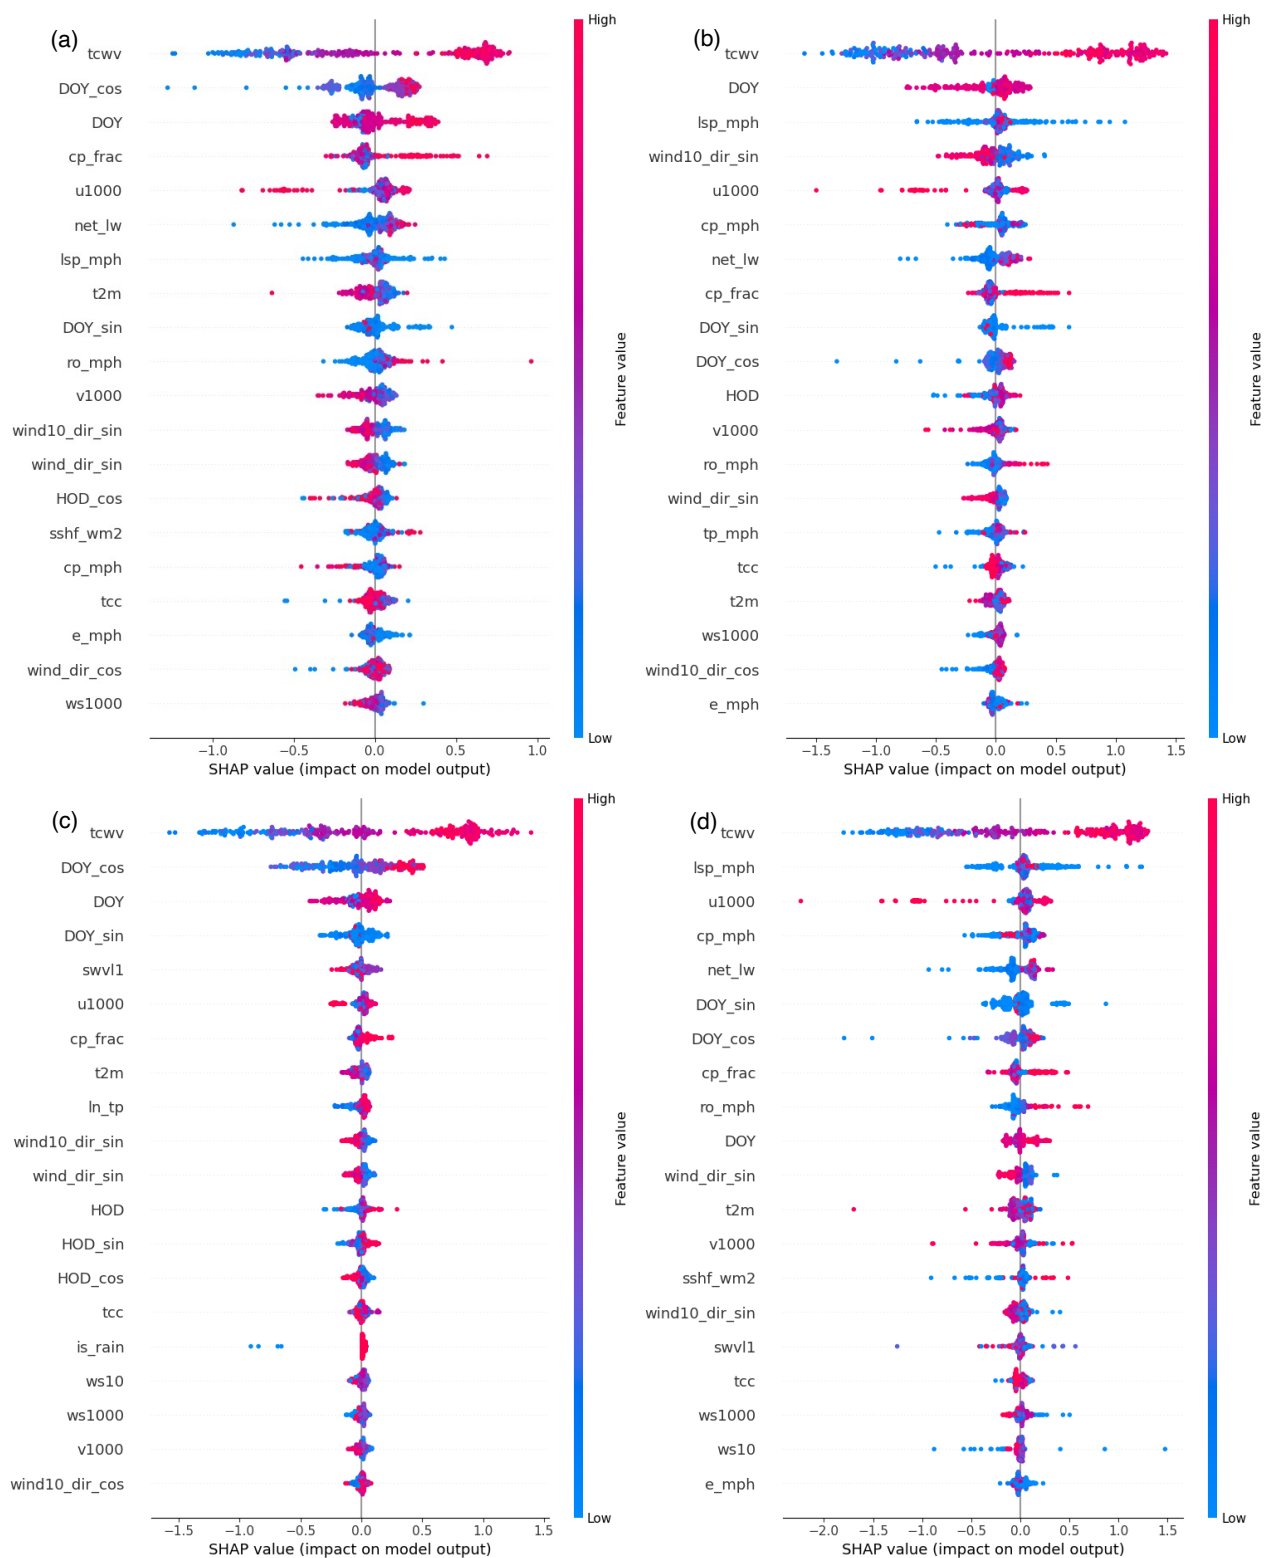 (a)
tcwv
DOY_cos
DOY
cp_frac
u1000
net_lw
lsp_mph
t2m
DOY_sin
ro_mph
v1000
wind10_dir_sin
wind_dir_sin
HOD_cos
sshf_wm2
cp_mph
tcc
e_mph
wind_dir_cos
ws1000
−1.0 −0.5 0.0 0.5 1.0
SHAP value (impact on model output)
High
Feature value
Low
(b)
tcwv
DOY
lsp_mph
wind10_dir_sin
u1000
cp_mph
net_lw
cp_frac
DOY_sin
DOY_cos
HOD
v1000
ro_mph
wind_dir_sin
tp_mph
tcc
t2m
ws1000
wind10_dir_cos
e_mph
−1.5 −1.0 −0.5 0.0 0.5 1.0 1.5
SHAP value (impact on model output)
High
Feature value
Low
(c)
tcwv
DOY_cos
DOY
DOY_sin
swvl1
u1000
cp_frac
t2m
ln_tp
wind10_dir_sin
wind_dir_sin
HOD
HOD_sin
HOD_cos
tcc
is_rain
ws10
ws1000
v1000
wind10_dir_cos
−1.5 −1.0 −0.5 0.0 0.5 1.0 1.5
SHAP value (impact on model output)
High
Feature value
Low
(d)
tcwv
lsp_mph
u1000
cp_mph
net_lw
DOY_sin
DOY_cos
cp_frac
ro_mph
DOY
wind_dir_sin
t2m
v1000
sshf_wm2
wind10_dir_sin
swvl1
tcc
ws1000
ws10
e_mph
−2.0 −1.5 −1.0 −0.5 0.0 0.5 1.0 1.5
SHAP value (impact on model output)
High
Feature value
Low